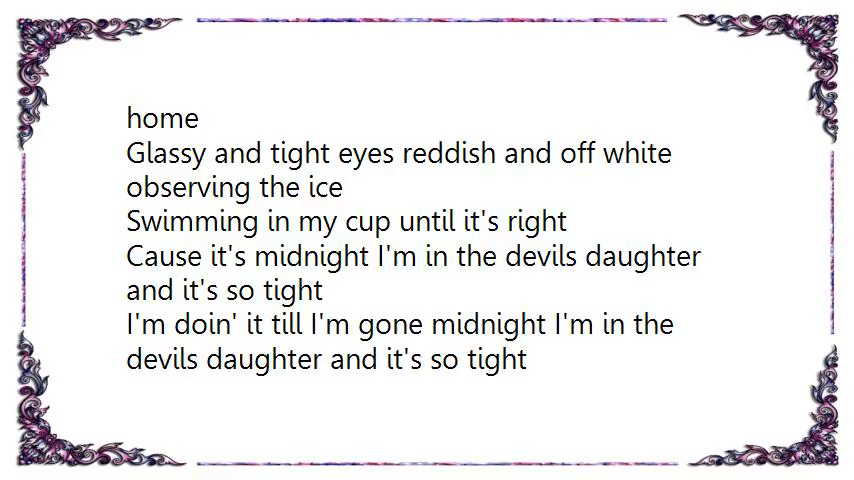 home
Glassy and tight eyes reddish and off white
observing the ice
Swimming in my cup until it's right
Cause it's midnight I'm in the devils daughter
and it's so tight
I'm doin' it till I'm gone midnight I'm in the
devils daughter and it's so tight